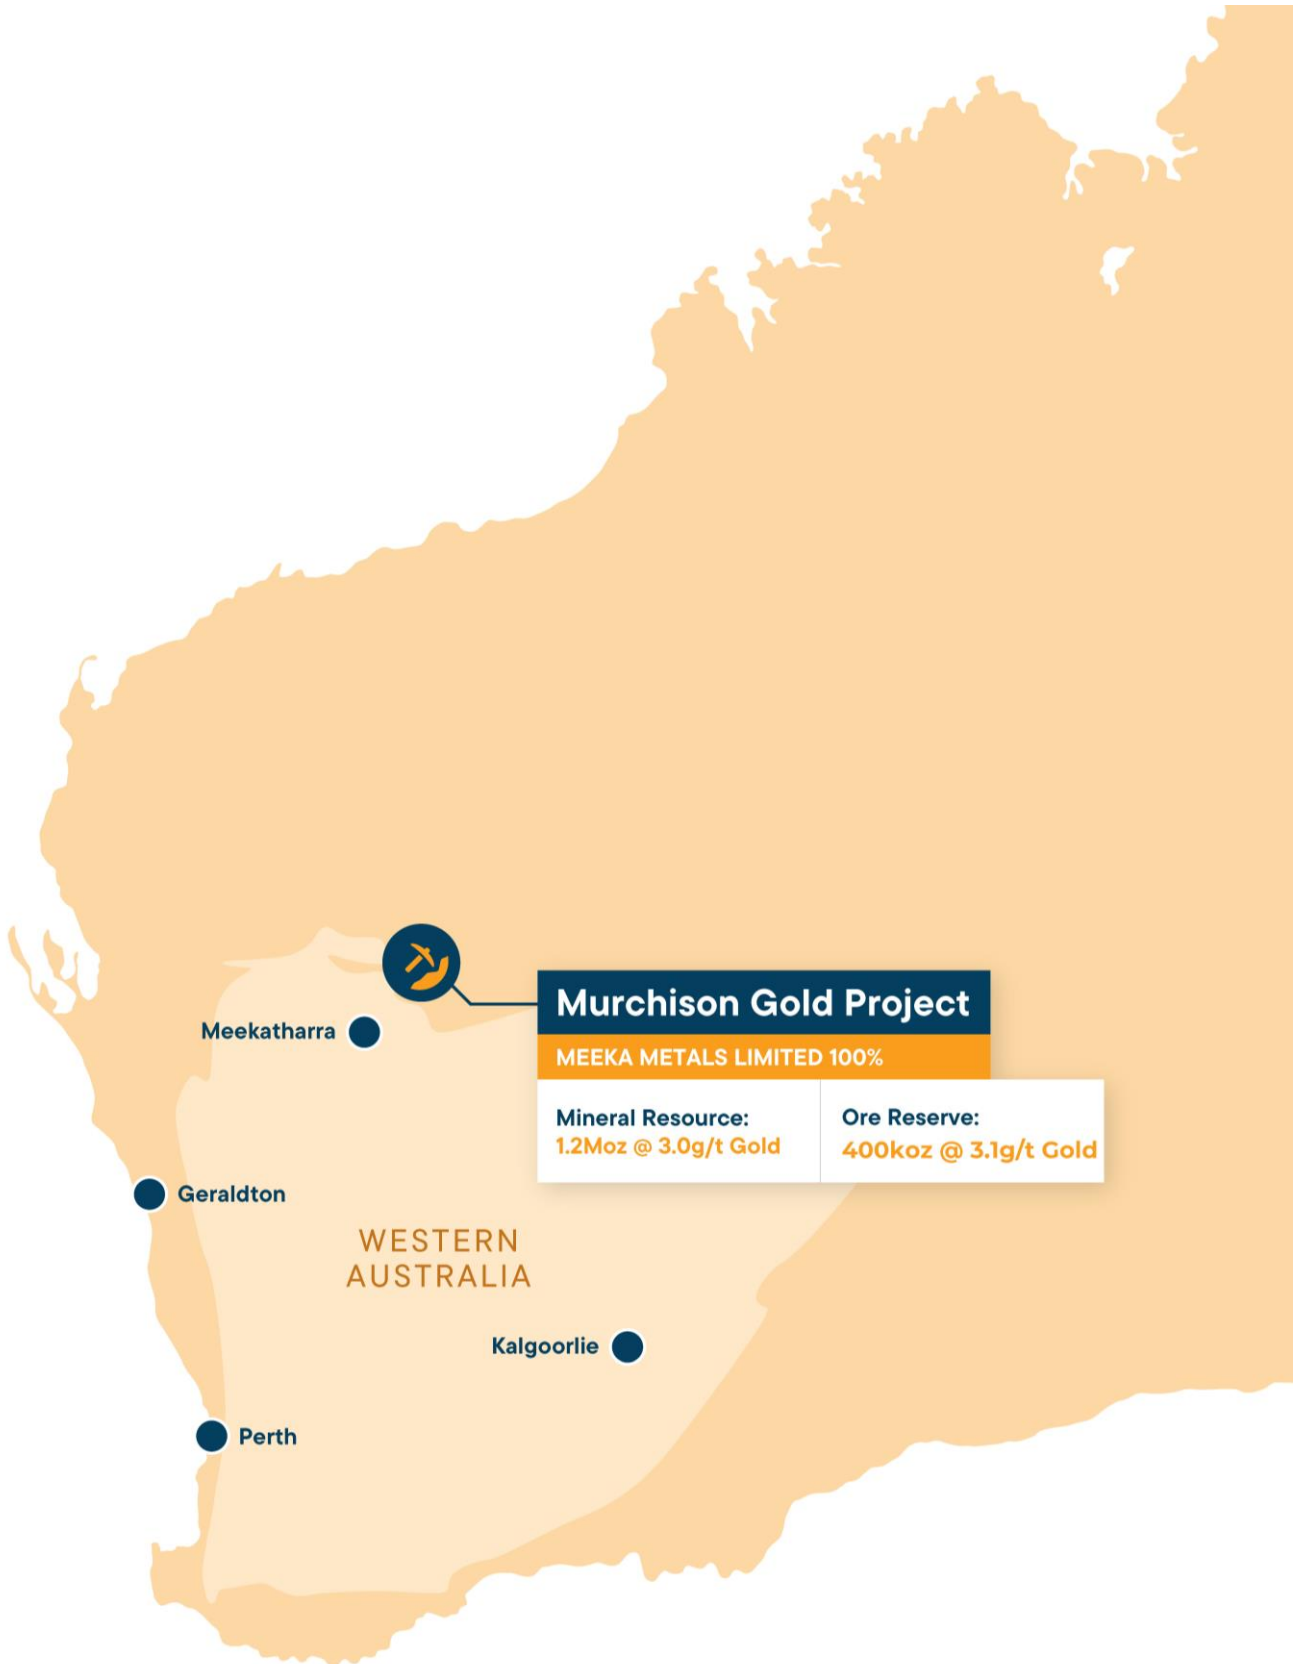 Meekatharra
Murchison Gold Project
MEEKA METALS LIMITED 100%
Mineral Resource:
1.2Moz @ 3.0g/t Gold
Ore Reserve:
400koz @ 3.1g/t Gold
Geraldton
WESTERN
AUSTRALIA
Kalgoorlie
Perth